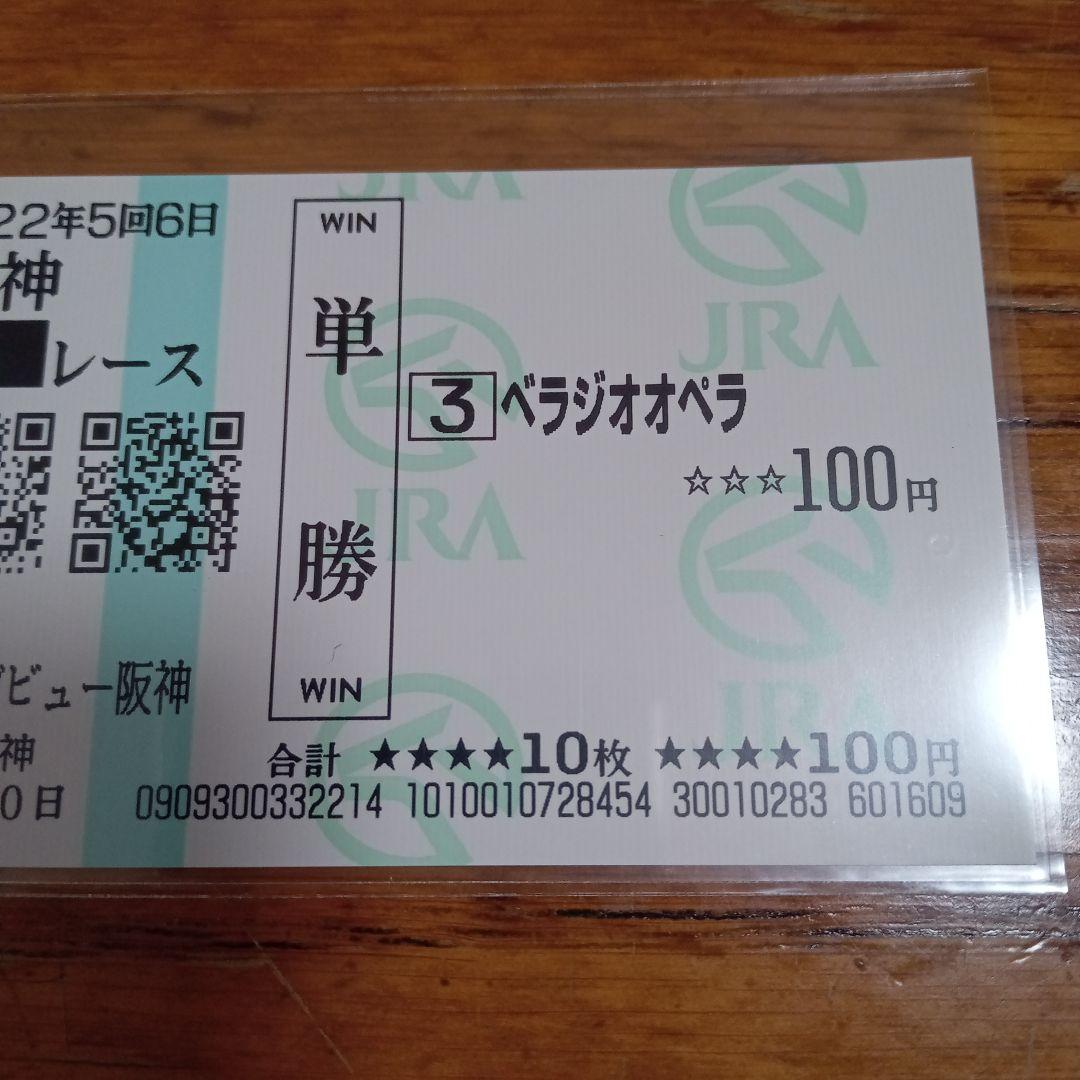 22年5回6日
神
レース
WIN
単
勝
WIN
3 ベラジオオペラ
☆☆☆100円
ビュー阪神
神
0日
合計 ★★★★10枚 ★★★★100円
0909300332214 1010010728454 30010283 601609
JRA
JRA
JRA
JRA